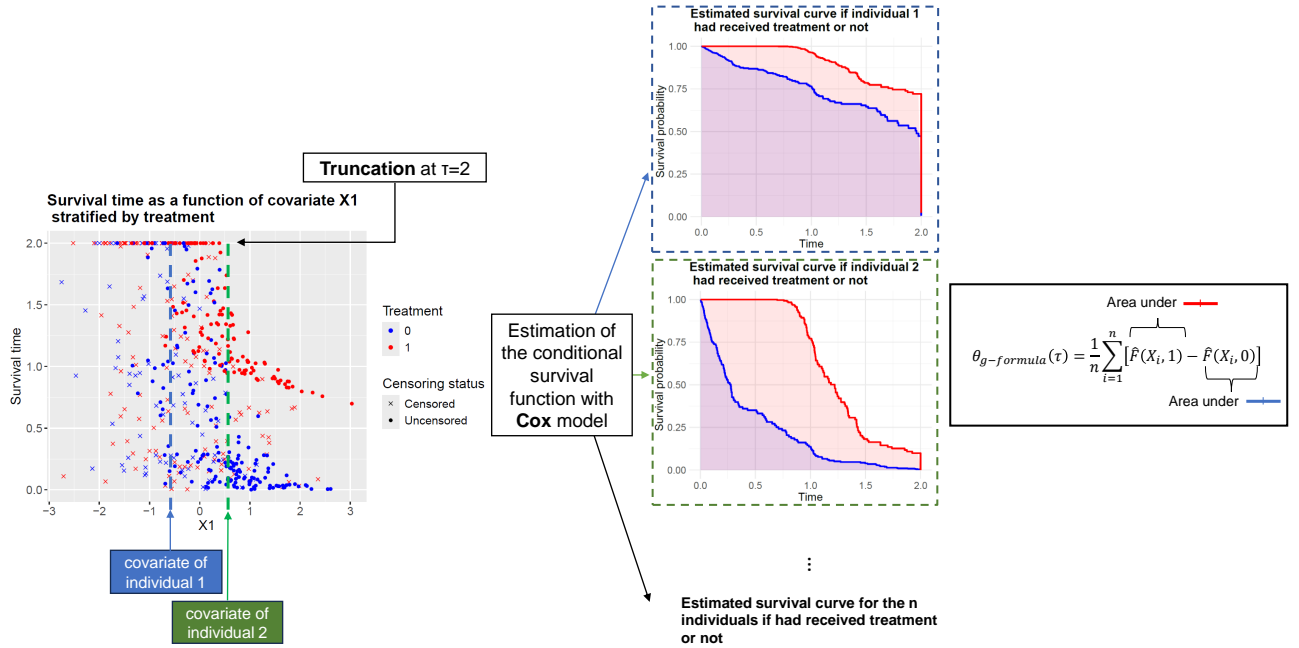 Truncation at τ=2
Survival time as a function of covariate X1
stratified by treatment
Survival time
2.0
1.5
1.0
0.5
0.0
−3
−2
−1
0
1
2
3
X1
Treatment
0
1
Censoring status
Censored
Uncensored
covariate of
individual 1
covariate of
individual 2
Estimation of
the conditional
survival
function with
Cox model
Estimated survival curve if individual 1
had received treatment or not
Survival probability
1.00
0.75
0.50
0.25
0.00
0.0
0.5
1.0
1.5
2.0
Time
Estimated survival curve if individual 2
had received treatment or not
Survival probability
1.00
0.75
0.50
0.25
0.00
0.0
0.5
1.0
1.5
2.0
Time
⋮
Estimated survival curve for the n
individuals if had received treatment
or not
Area under
θ_{g−formula}(τ) = 1/n ∑_{i=1}^{n} [F̂(X_i, 1) − F̂(X_i, 0)]
Area under